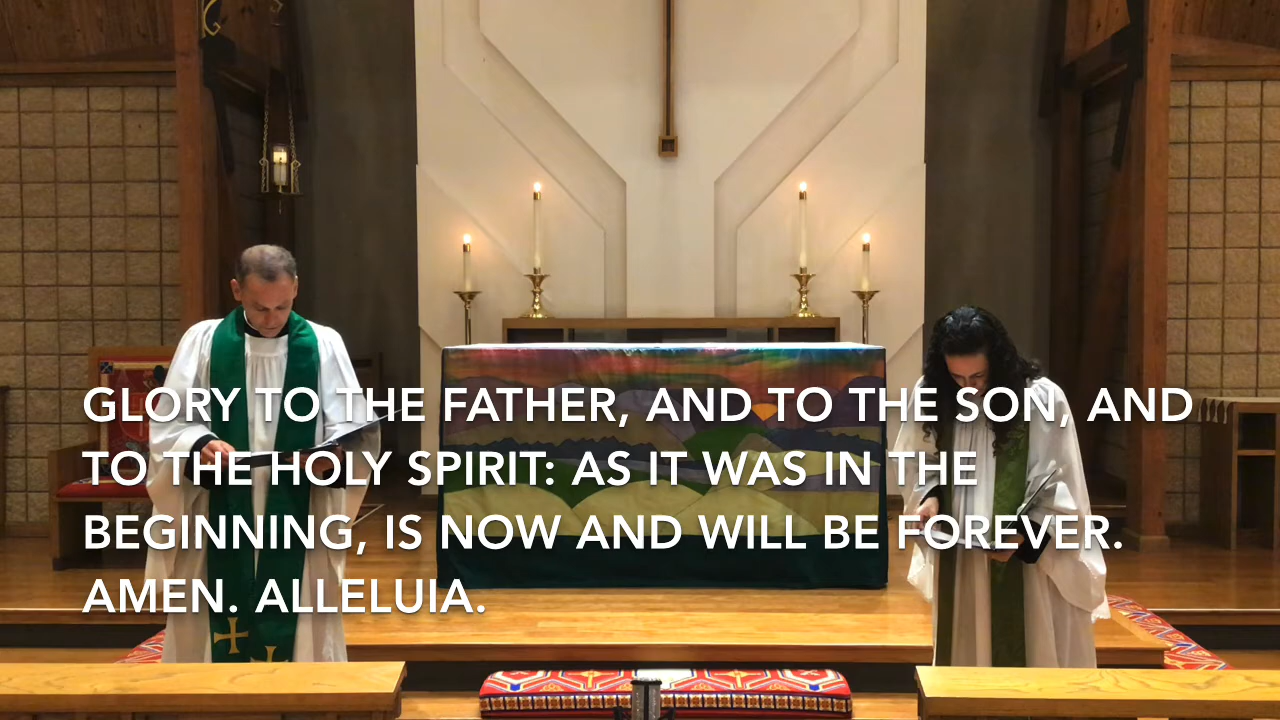 GLORY TO THE FATHER, AND TO THE SON, AND
TO THE HOLY SPIRIT: AS IT WAS IN THE
BEGINNING, IS NOW AND WILL BE FOREVER.
AMEN. ALLELUIA.